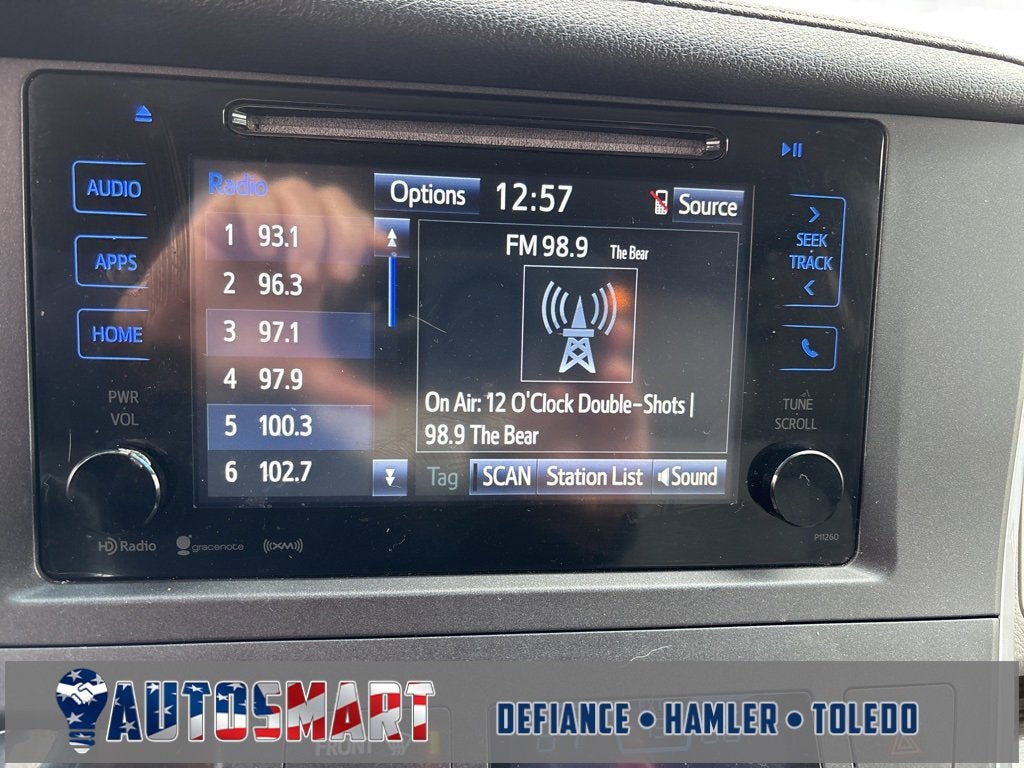 AUDIO
APPS
HOME
PWR
VOL
HD Radio
gracenote
((XM))
Radio
Options
12:57
Source
1 93.1
2 96.3
3 97.1
4 97.9
5 100.3
6 102.7
FM 98.9 The Bear
On Air: 12 O'Clock Double-Shots |
98.9 The Bear
Tag
SCAN
Station List
Sound
SEEK
TRACK
TUNE
SCROLL
P11260
FRONT
AUTOSMART
DEFIANCE • HAMLER • TOLEDO